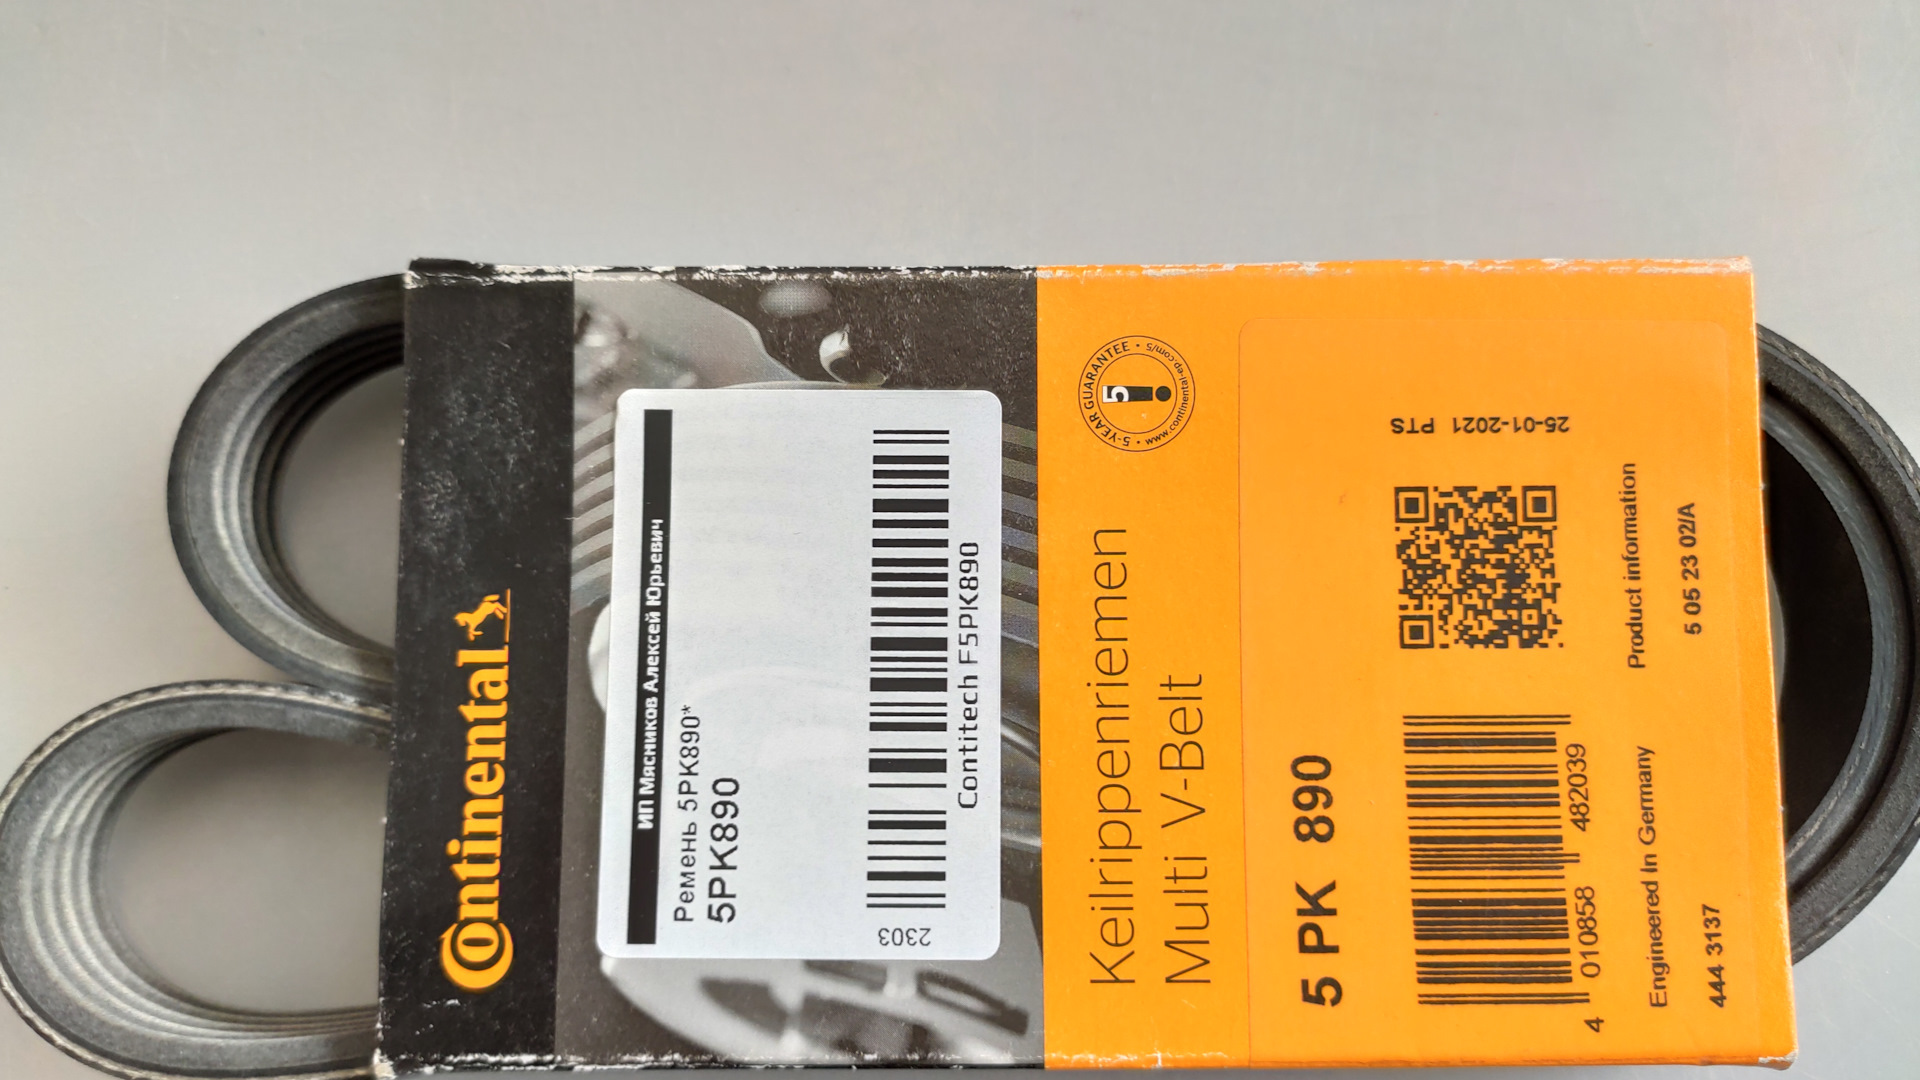 Continental
ИП Мясников Алексей Юрьевич
Ремень 5PK890*
5PK890
2303
Contitech F5PK890
5-YEAR GUARANTEE • www.continental-ep.com/5 •
5
Keilrippenriemen
Multi V-Belt
5 PK 890
25-01-2021 PTS
4 010858 482039
Product information
Engineered In Germany
5 05 23 02/A
444 3137